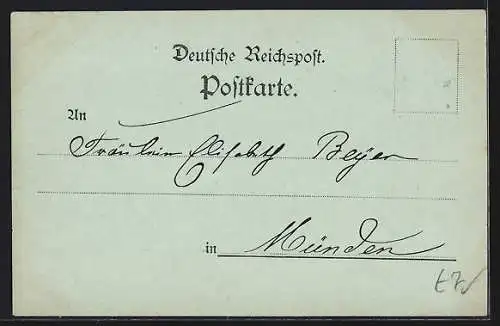 Deutsche Reichspost.
Postkarte.
An
Fräulein Elisabeth Beyer
in Münden